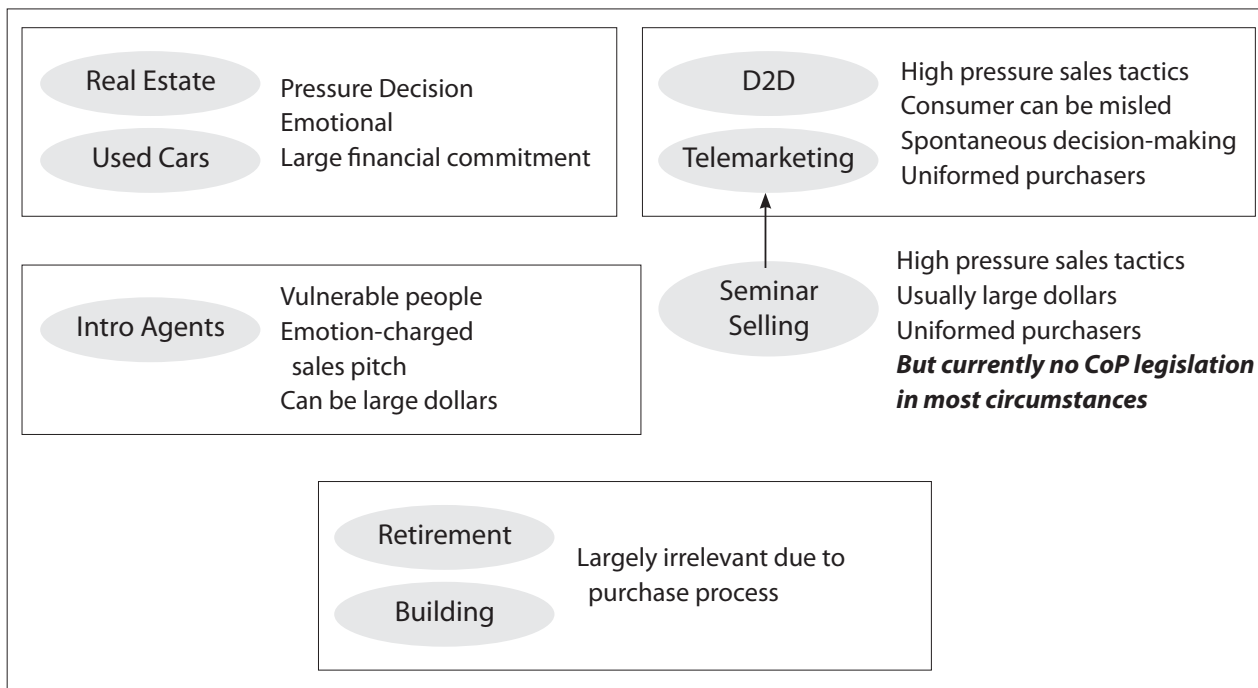 Real Estate
Used Cars
Pressure Decision
Emotional
Large financial commitment
D2D
Telemarketing
High pressure sales tactics
Consumer can be misled
Spontaneous decision-making
Uniformed purchasers
Intro Agents
Vulnerable people
Emotion-charged
sales pitch
Can be large dollars
Seminar
Selling
High pressure sales tactics
Usually large dollars
Uniformed purchasers
But currently no CoP legislation
in most circumstances
Retirement
Building
Largely irrelevant due to
purchase process